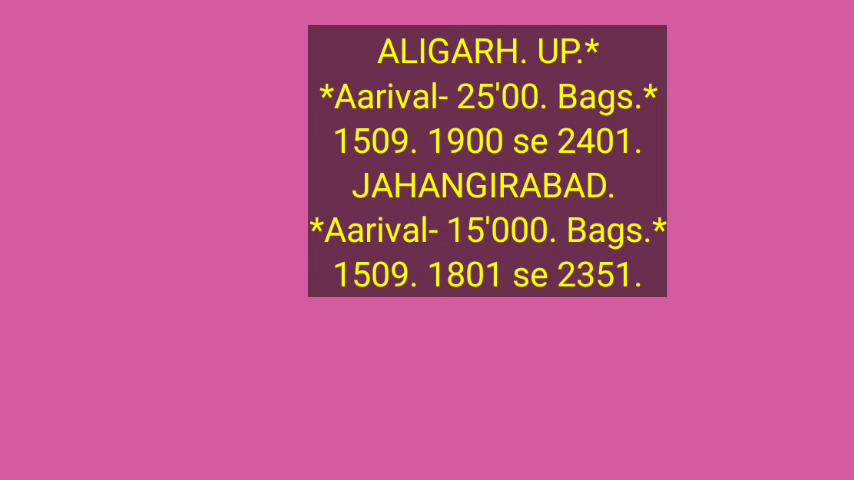 ALIGARH. UP.*
*Aarival- 25'00. Bags.*
1509. 1900 se 2401.
JAHANGIRABAD.
*Aarival- 15'000. Bags.*
1509. 1801 se 2351.